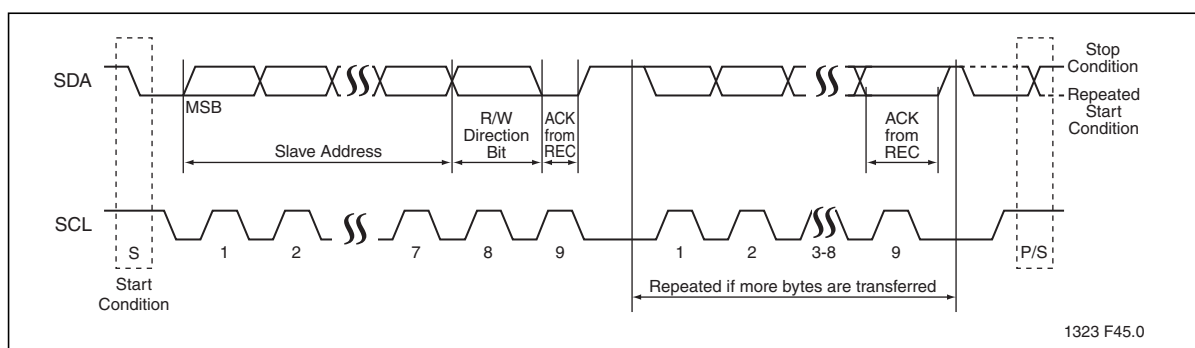 SDA
MSB
Slave Address
R/W
Direction
Bit
ACK
from
REC
ACK
from
REC
Stop
Condition
Repeated
Start
Condition
SCL
S
1
2
7
8
9
1
2
3-8
9
P/S
Start
Condition
Repeated if more bytes are transferred
1323 F45.0